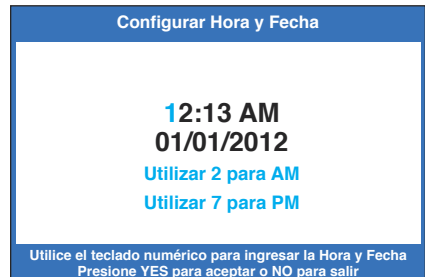 Configurar Hora y Fecha
12:13 AM
01/01/2012
Utilizar 2 para AM
Utilizar 7 para PM
Utilice el teclado numérico para ingresar la Hora y Fecha
Presione YES para aceptar o NO para salir